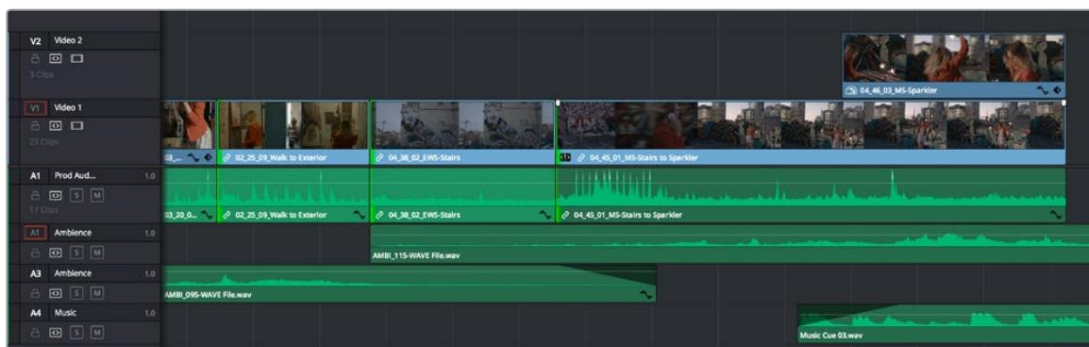 V2 Video 2
3 Clips
04_46_03_MS-Sparkler
V1 Video 1
23 Clips
03_...
02_25_09_Walk to Exterior
04_38_02_EWS-Stairs
04_45_01_MS-Stairs to Sparkler
A1 Prod Aud... 1.0
S M
17 Clips
03_20_0...
02_25_09_Walk to Exterior
04_38_02_EWS-Stairs
04_45_01_MS-Stairs to Sparkler
A1 Ambience 1.0
S M
AMBI_115-WAVE File.wav
A3 Ambience 1.0
S M
AMBI_095-WAVE File.wav
A4 Music 1.0
S M
Music Cue 03.wav